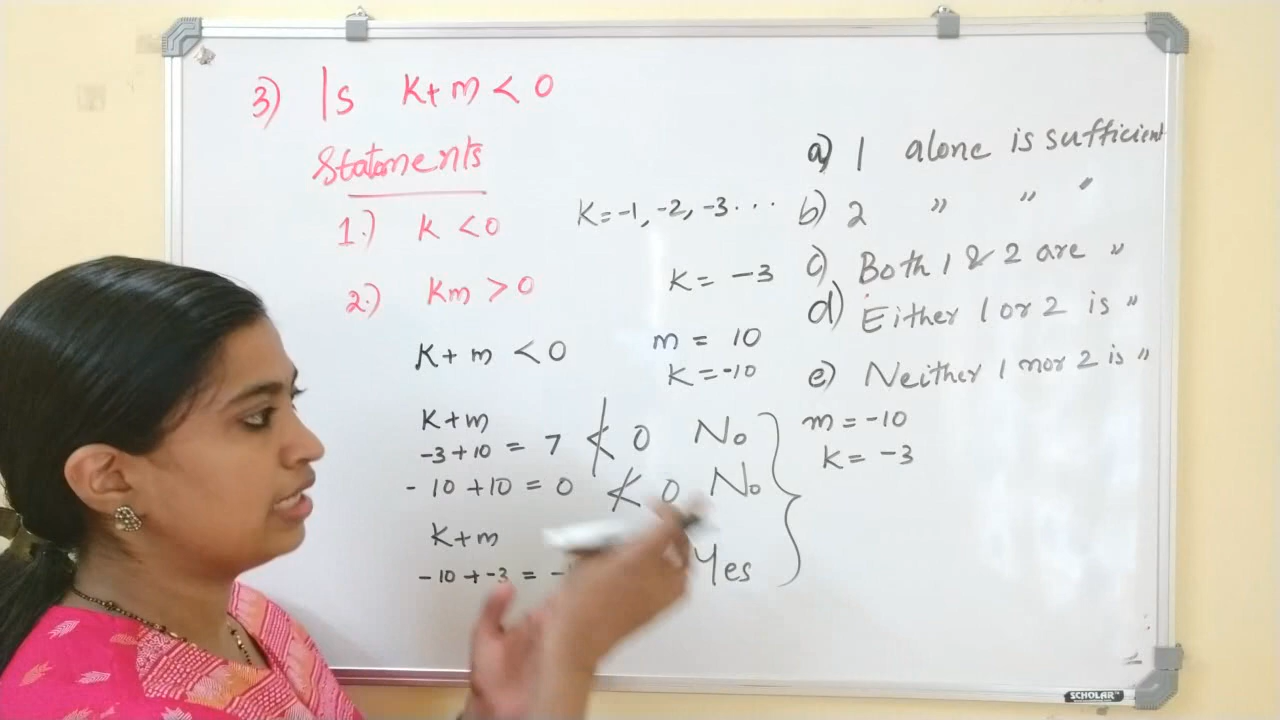 3) Is K+m < 0
Statements
1.) K < 0
2.) Km > 0
K = -1, -2, -3 ...
K = -3
m = 10
K = -10
K+m < 0
K+m
-3+10 = 7 ≮ 0 No
-10+10 = 0 ≮ 0 No
K+m
-10 + -3 = - Yes
a) 1 alone is sufficient
b) 2 " " "
c) Both 1 & 2 are "
d) Either 1 or 2 is "
e) Neither 1 nor 2 is "
m = -10
K = -3
SCHOLAR